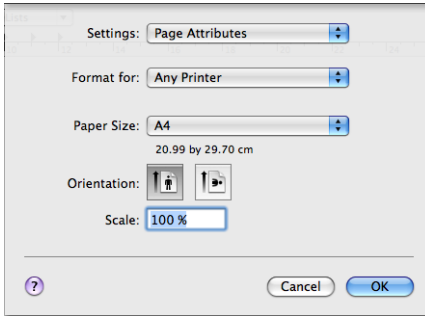 Settings: Page Attributes
Format for: Any Printer
Paper Size: A4
20.99 by 29.70 cm
Orientation:
Scale: 100 %
? Cancel OK